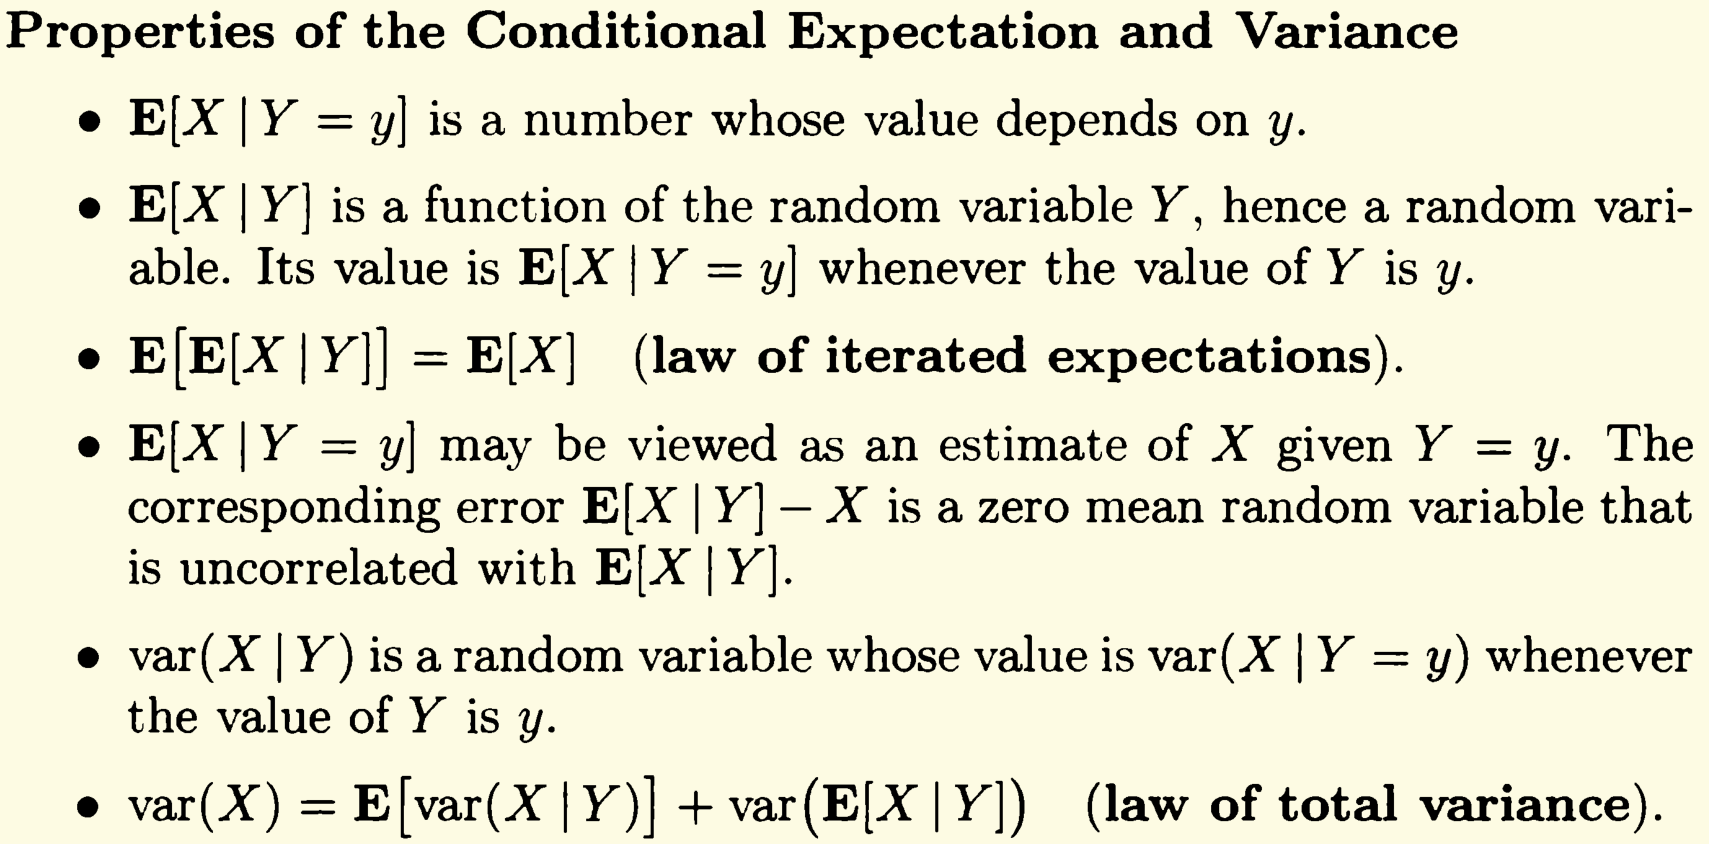 Properties of the Conditional Expectation and Variance
• E[X | Y = y] is a number whose value depends on y.
• E[X | Y] is a function of the random variable Y, hence a random vari-
able. Its value is E[X | Y = y] whenever the value of Y is y.
• E[E[X | Y]] = E[X] (law of iterated expectations).
• E[X | Y = y] may be viewed as an estimate of X given Y = y. The
corresponding error E[X | Y] − X is a zero mean random variable that
is uncorrelated with E[X | Y].
• var(X | Y) is a random variable whose value is var(X | Y = y) whenever
the value of Y is y.
• var(X) = E[var(X | Y)] + var(E[X | Y]) (law of total variance).